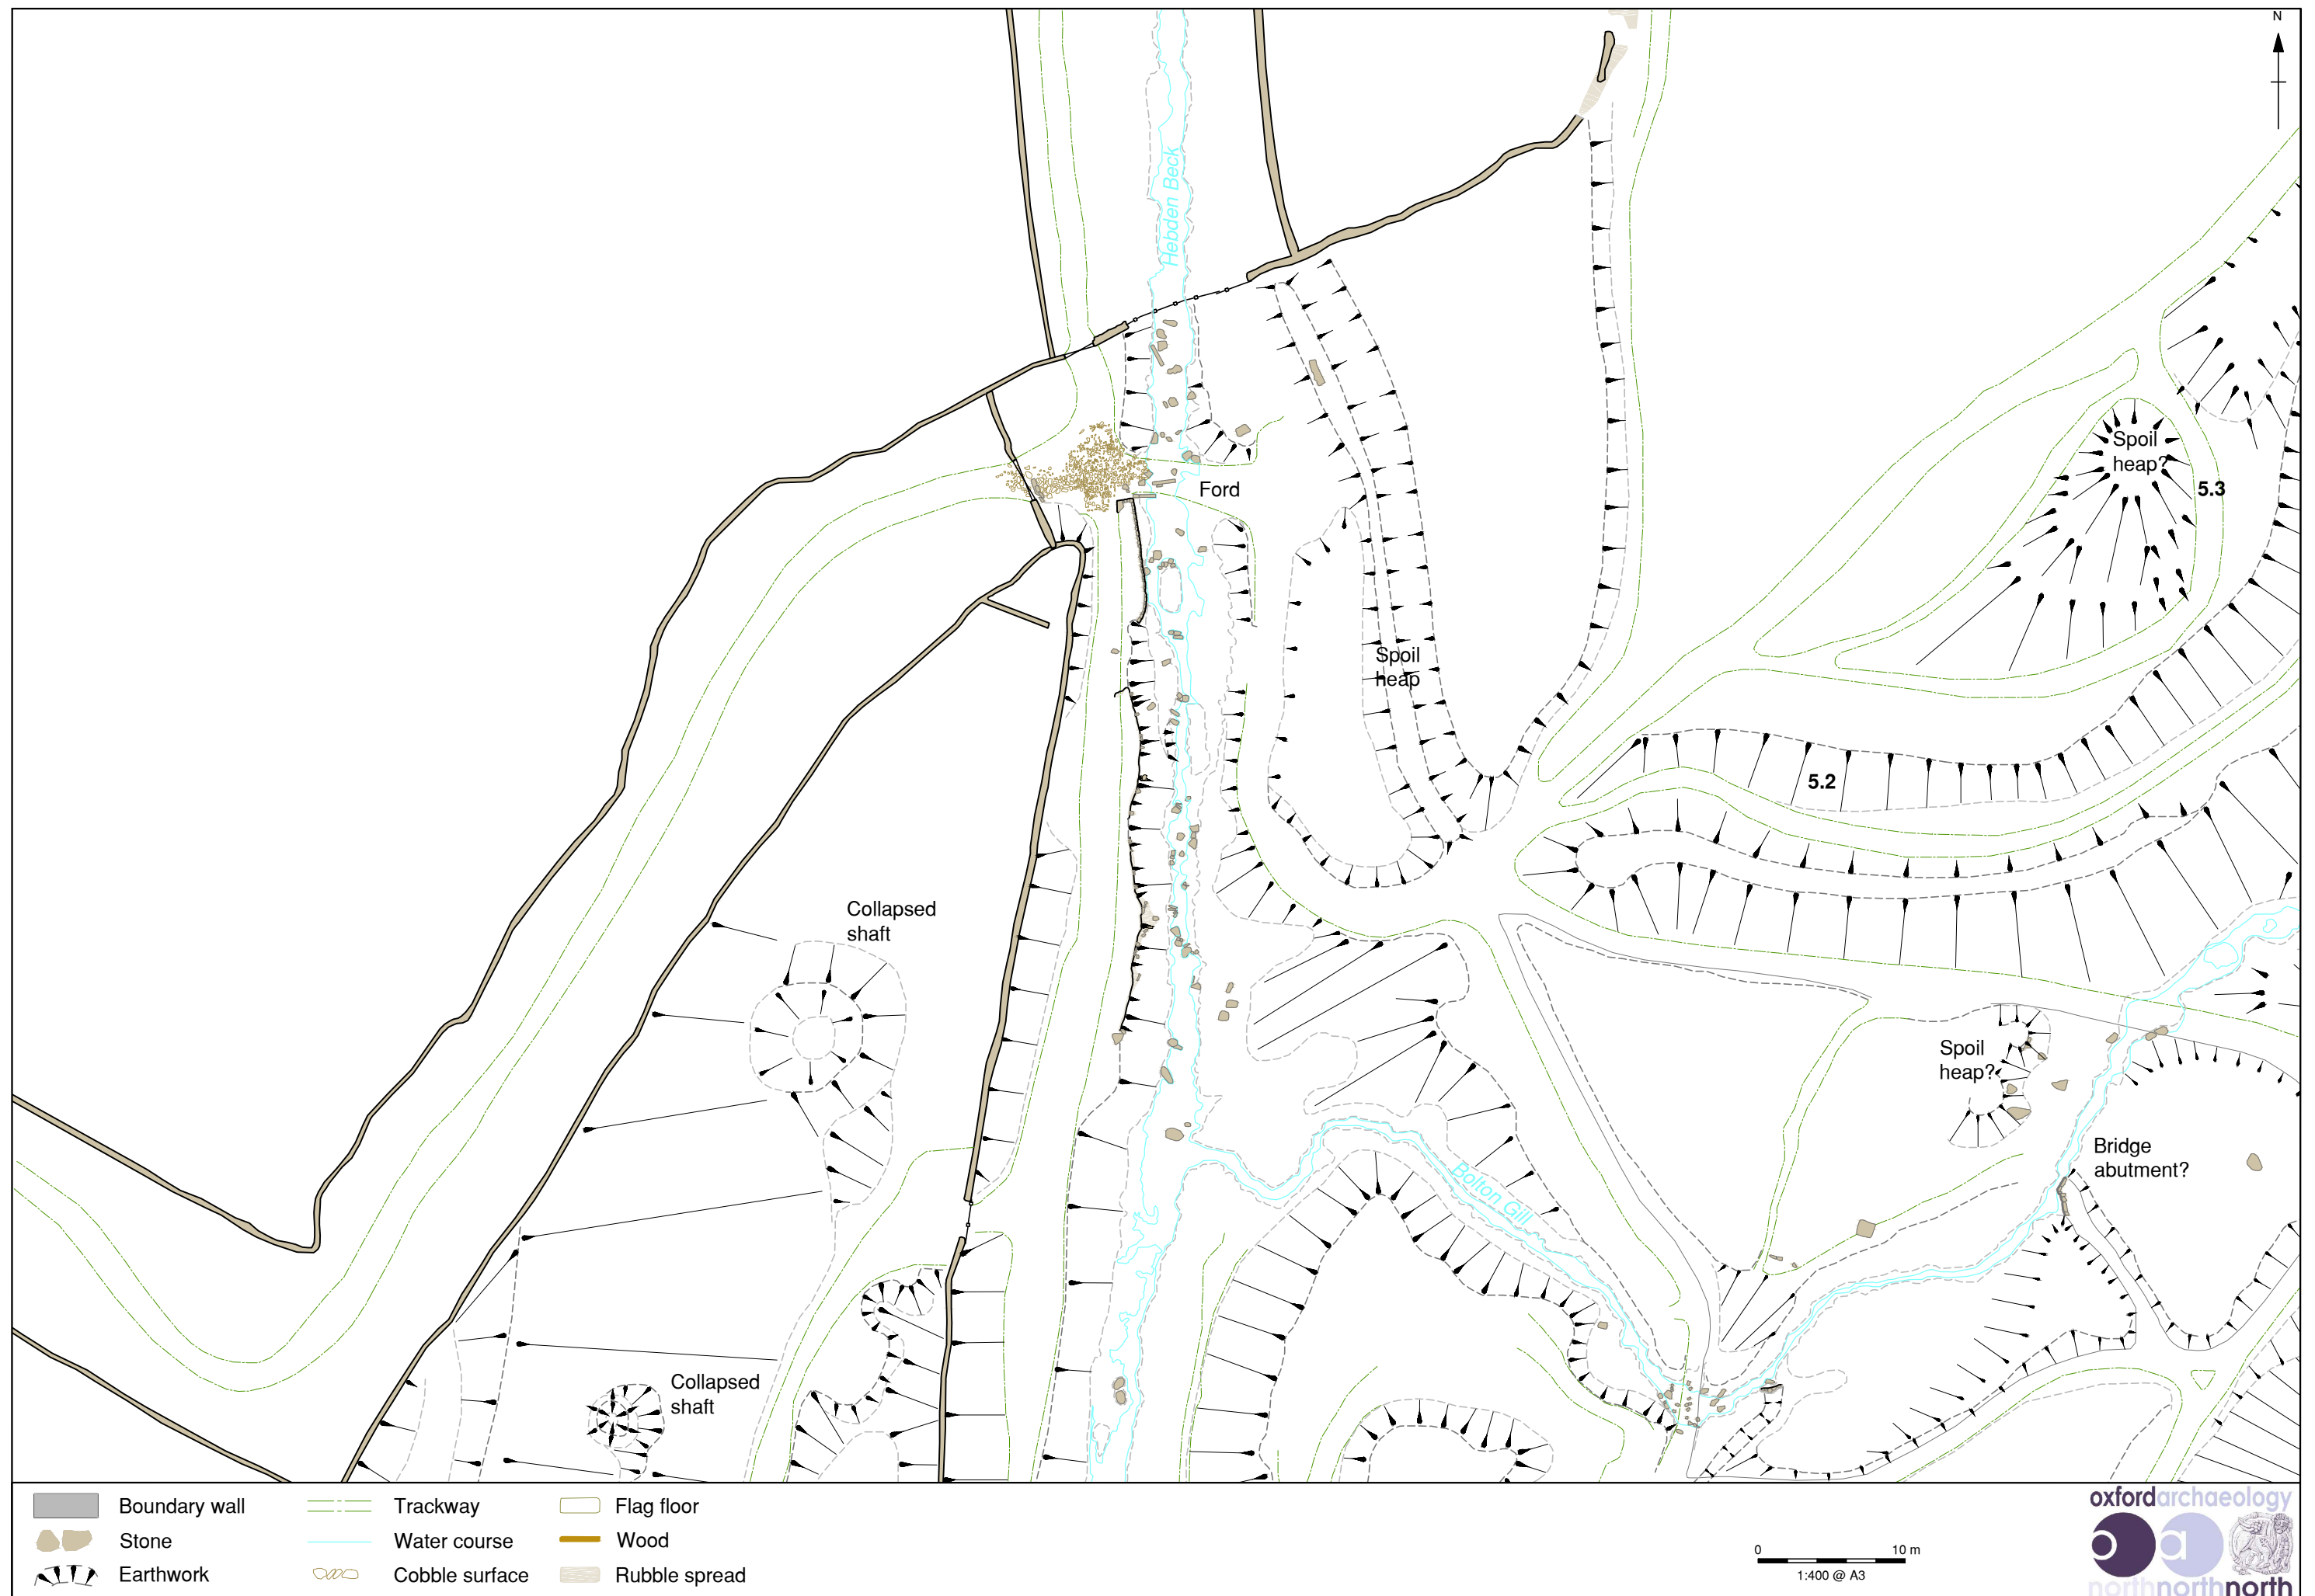 N
Hebden Beck
Spoil
heap?
5.3
Ford
Spoil
heap
5.2
Collapsed
shaft
Spoil
heap?
Bridge
abutment?
Bolton Gill
Collapsed
shaft
Boundary wall
Trackway
Flag floor
Stone
Water course
Wood
Earthwork
Cobble surface
Rubble spread
0 10 m
1:400 @ A3
oxfordarchaeology
oa
northnorthnorth